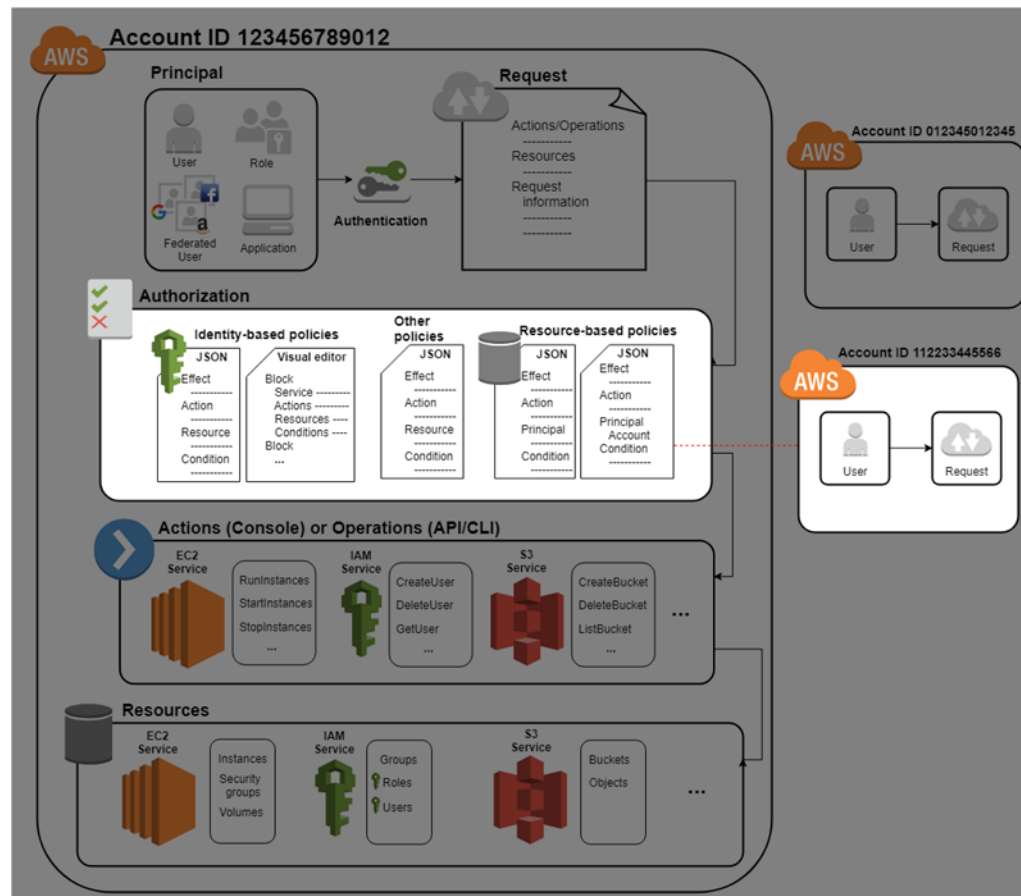 AWS
Account ID 123456789012
Principal
User
Role
Federated
User
Application
Authentication
Request
Actions/Operations
-----------
Resources
-----------
Request
information
-----------
-----------
Account ID 012345012345
AWS
User
Request
Authorization
Identity-based policies
JSON
Effect
-----------
Action
-----------
Resource
-----------
Condition
-----------
Visual editor
Block
Service ---------
Actions ---------
Resources ----
Conditions ----
Block
...
Other
policies
JSON
Effect
-----------
Action
-----------
Resource
-----------
Condition
-----------
Resource-based policies
JSON
Effect
-----------
Action
-----------
Principal
-----------
Condition
-----------
JSON
Effect
-----------
Action
-----------
Principal
Account
Condition
-----------
Account ID 112233445566
AWS
User
Request
Actions (Console) or Operations (API/CLI)
EC2
Service
RunInstances
StartInstances
StopInstances
...
IAM
Service
CreateUser
DeleteUser
GetUser
...
S3
Service
CreateBucket
DeleteBucket
ListBucket
...
...
Resources
EC2
Service
Instances
Security
groups
Volumes
IAM
Service
Groups
Roles
Users
S3
Service
Buckets
Objects
...